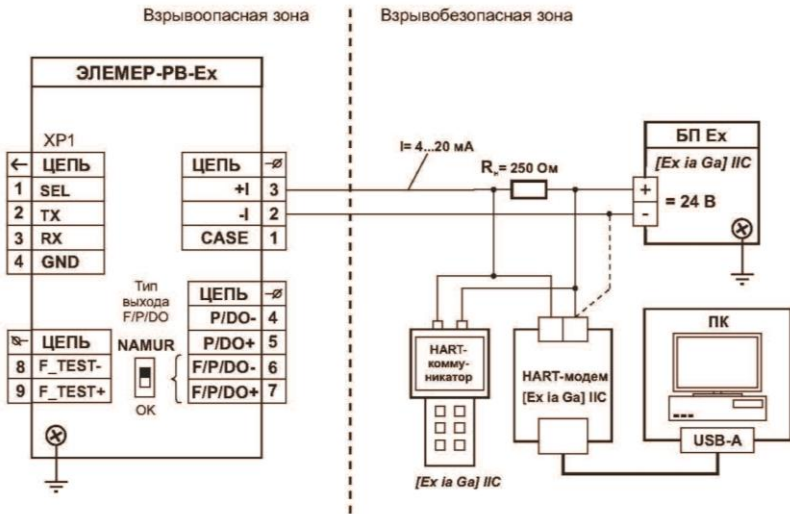 Взрывоопасная зона
Взрывобезопасная зона
ЭЛЕМЕР-РВ-Ех
XP1
ЦЕПЬ
1 SEL
2 TX
3 RX
4 GND
ЦЕПЬ
+I 3
-I 2
CASE 1
Тип
выхода
F/P/DO
NAMUR
OK
ЦЕПЬ
P/DO- 4
P/DO+ 5
F/P/DO- 6
F/P/DO+ 7
ЦЕПЬ
8 F_TEST-
9 F_TEST+
I= 4...20 мА
Rн= 250 Ом
БП Ex
[Ex ia Ga] IIC
+
= 24 В
-
HART-
комму-
никатор
[Ex ia Ga] IIC
HART-модем
[Ex ia Ga] IIC
ПК
USB-A